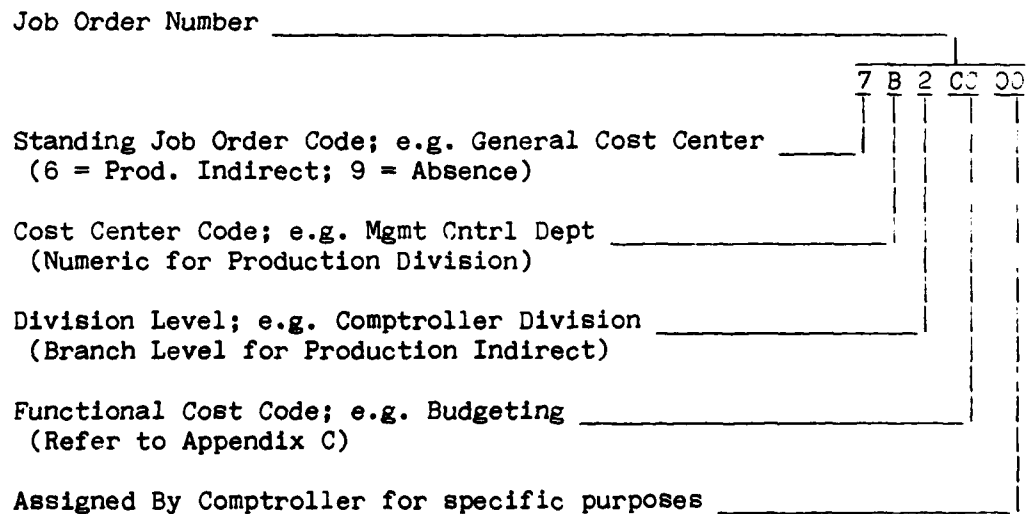 Job Order Number
7 B 2
Standing Job Order Code; e.g. General Cost Center
(6 = Prod. Indirect; 9 = Absence)
Cost Center Code; e.g. Mgmt Cntrl Dept
(Numeric for Production Division)
Division Level; e.g. Comptroller Division
(Branch Level for Production Indirect)
Functional Cost Code; e.g. Budgeting
(Refer to Appendix C)
Assigned By Comptroller for specific purposes